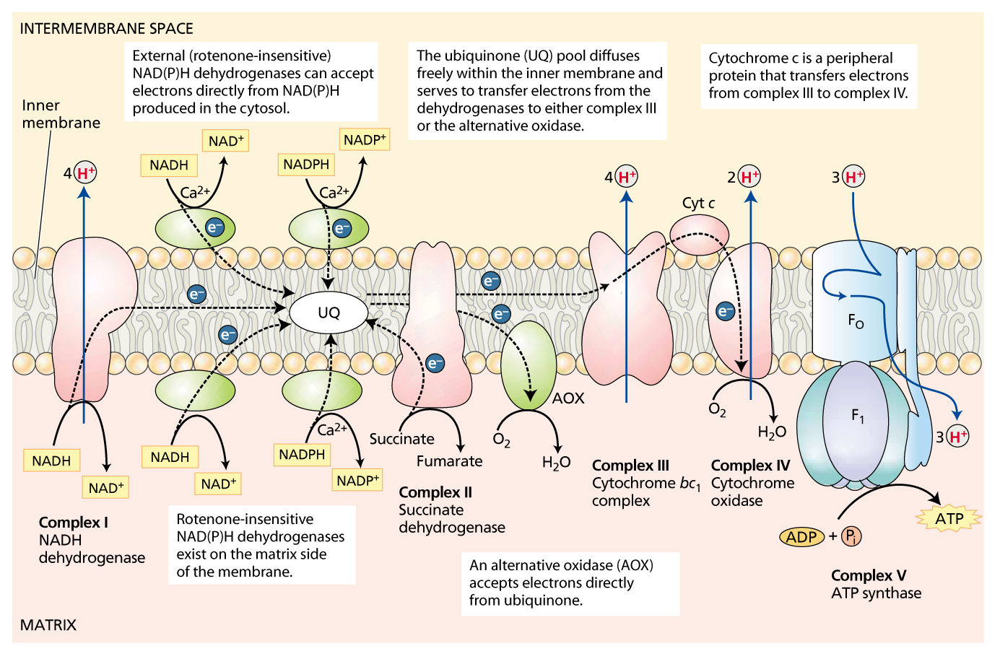 INTERMEMBRANE SPACE
External (rotenone-insensitive)
NAD(P)H dehydrogenases can accept
electrons directly from NAD(P)H
produced in the cytosol.
The ubiquinone (UQ) pool diffuses
freely within the inner membrane and
serves to transfer electrons from the
dehydrogenases to either complex III
or the alternative oxidase.
Cytochrome c is a peripheral
protein that transfers electrons
from complex III to complex IV.
Inner
membrane
4 H⁺
NADH
NAD⁺
Ca²⁺
e⁻
NADPH
NADP⁺
Ca²⁺
e⁻
4 H⁺
Cyt c
2 H⁺
3 H⁺
e⁻
e⁻
UQ
e⁻
e⁻
e⁻
e⁻
AOX
F₀
F₁
3 H⁺
NADH
NAD⁺
NADH
NAD⁺
Ca²⁺
NADPH
NADP⁺
Succinate
Fumarate
O₂
H₂O
O₂
H₂O
Complex I
NADH
dehydrogenase
Rotenone-insensitive
NAD(P)H dehydrogenases
exist on the matrix side
of the membrane.
Complex II
Succinate
dehydrogenase
Complex III
Cytochrome bc₁
complex
Complex IV
Cytochrome
oxidase
An alternative oxidase (AOX)
accepts electrons directly
from ubiquinone.
ADP + Pᵢ
ATP
Complex V
ATP synthase
MATRIX